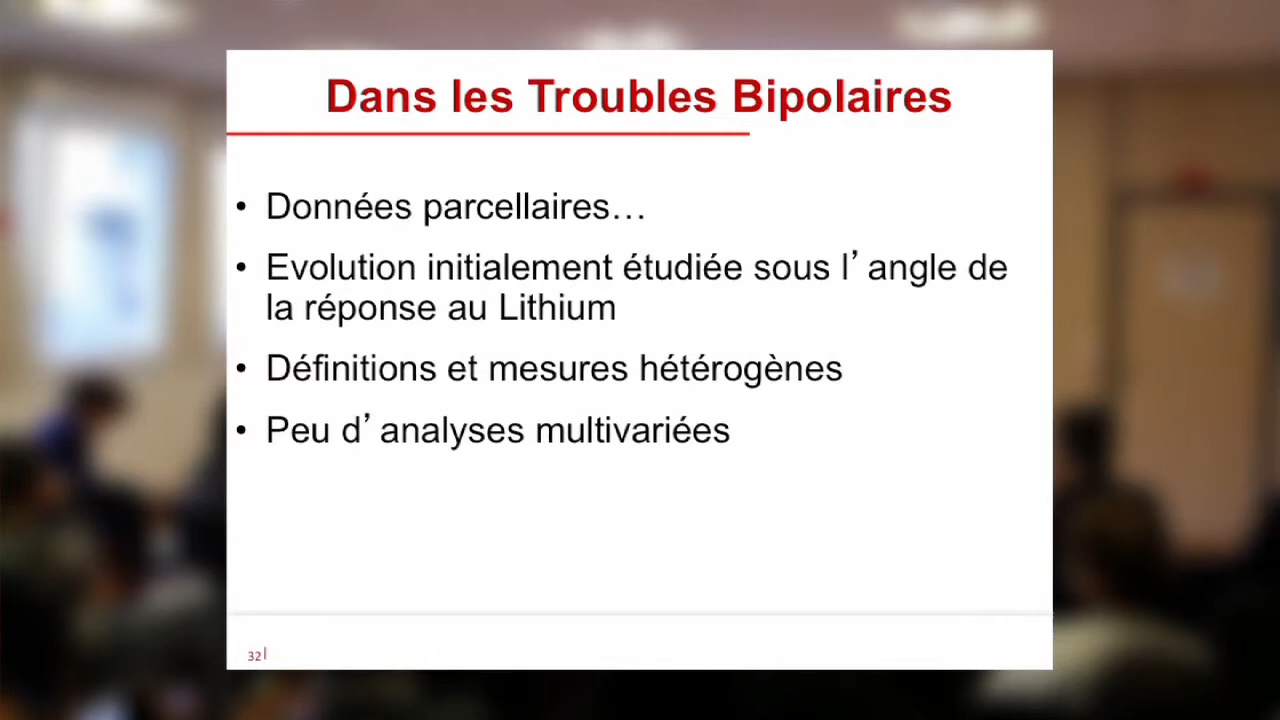 Dans les Troubles Bipolaires
• Données parcellaires…
• Evolution initialement étudiée sous l’angle de
la réponse au Lithium
• Définitions et mesures hétérogènes
• Peu d’analyses multivariées
32